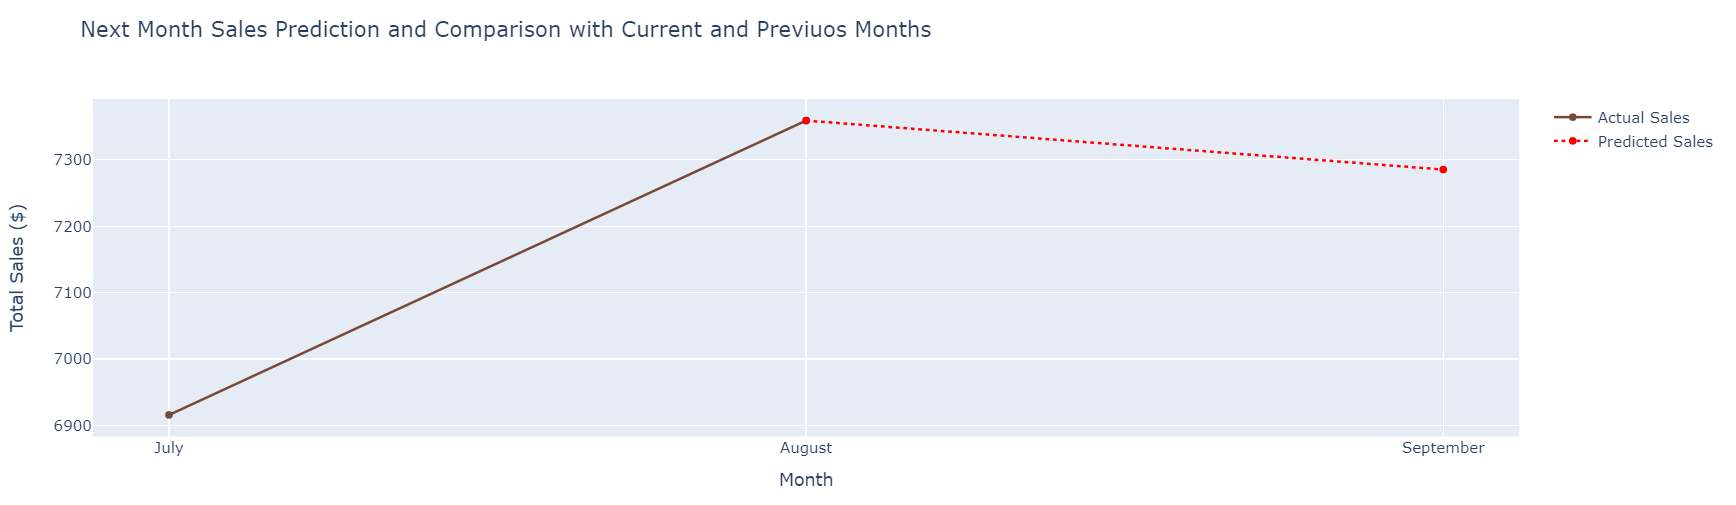 Next Month Sales Prediction and Comparison with Current and Previuos Months
Actual Sales
Predicted Sales
Total Sales ($)
7300
7200
7100
7000
6900
July
August
September
Month